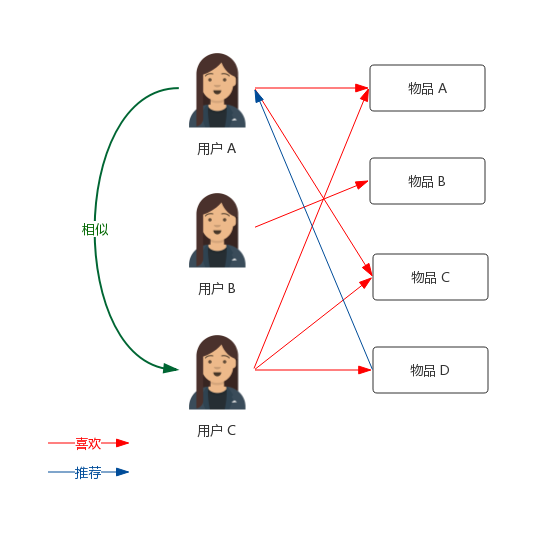 物品 A
用户 A
物品 B
相似
用户 B
物品 C
物品 D
用户 C
喜欢
推荐